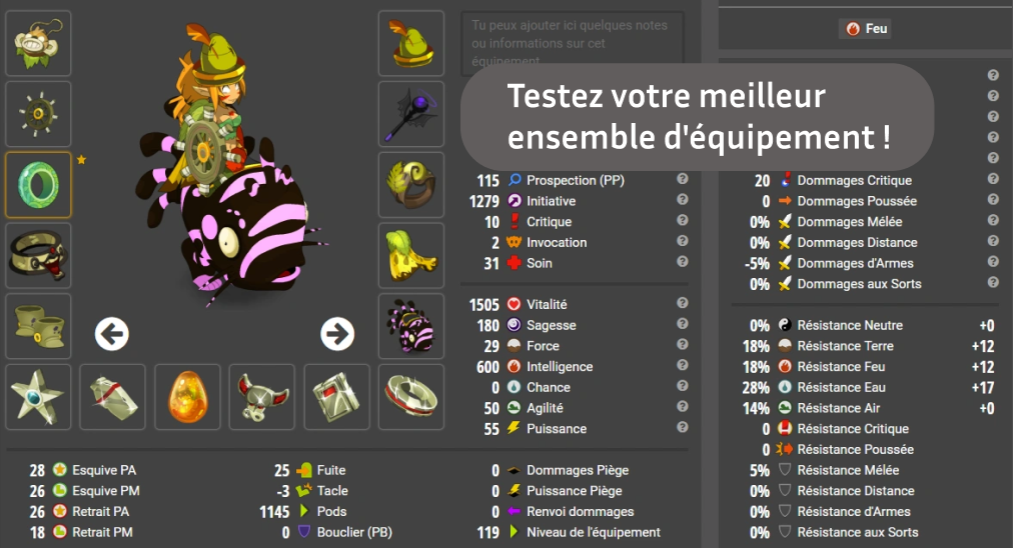 Tu peux ajouter ici quelques notes
ou informations sur cet
équipement
Feu
Testez votre meilleur
ensemble d'équipement !
115 Prospection (PP)
1279 Initiative
10 Critique
2 Invocation
31 Soin
20 Dommages Critique
0 Dommages Poussée
0% Dommages Mélée
0% Dommages Distance
-5% Dommages d'Armes
0% Dommages aux Sorts
1505 Vitalité
180 Sagesse
29 Force
600 Intelligence
0 Chance
50 Agilité
55 Puissance
0% Résistance Neutre +0
18% Résistance Terre +12
18% Résistance Feu +12
28% Résistance Eau +17
14% Résistance Air +0
0 Résistance Critique
0 Résistance Poussée
5% Résistance Mélée
0% Résistance Distance
0% Résistance d'Armes
0% Résistance aux Sorts
28 Esquive PA
26 Esquive PM
26 Retrait PA
18 Retrait PM
25 Fuite
-3 Tacle
1145 Pods
0 Bouclier (PB)
0 Dommages Piège
0 Puissance Piège
0 Renvoi dommages
119 Niveau de l'équipement